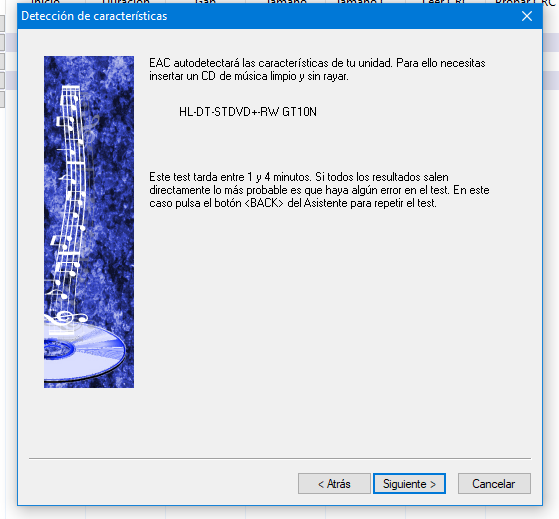 Inicio Duración Gap Tamaño Tamaño C Leer CRC Probar CRC
Detección de características
EAC autodetectará las características de tu unidad. Para ello necesitas
insertar un CD de música limpio y sin rayar.
HL-DT-STDVD+-RW GT10N
Este test tarda entre 1 y 4 minutos. Si todos los resultados salen
directamente lo más probable es que haya algún error en el test. En este
caso pulsa el botón <BACK> del Asistente para repetir el test.
< Atrás
Siguiente >
Cancelar